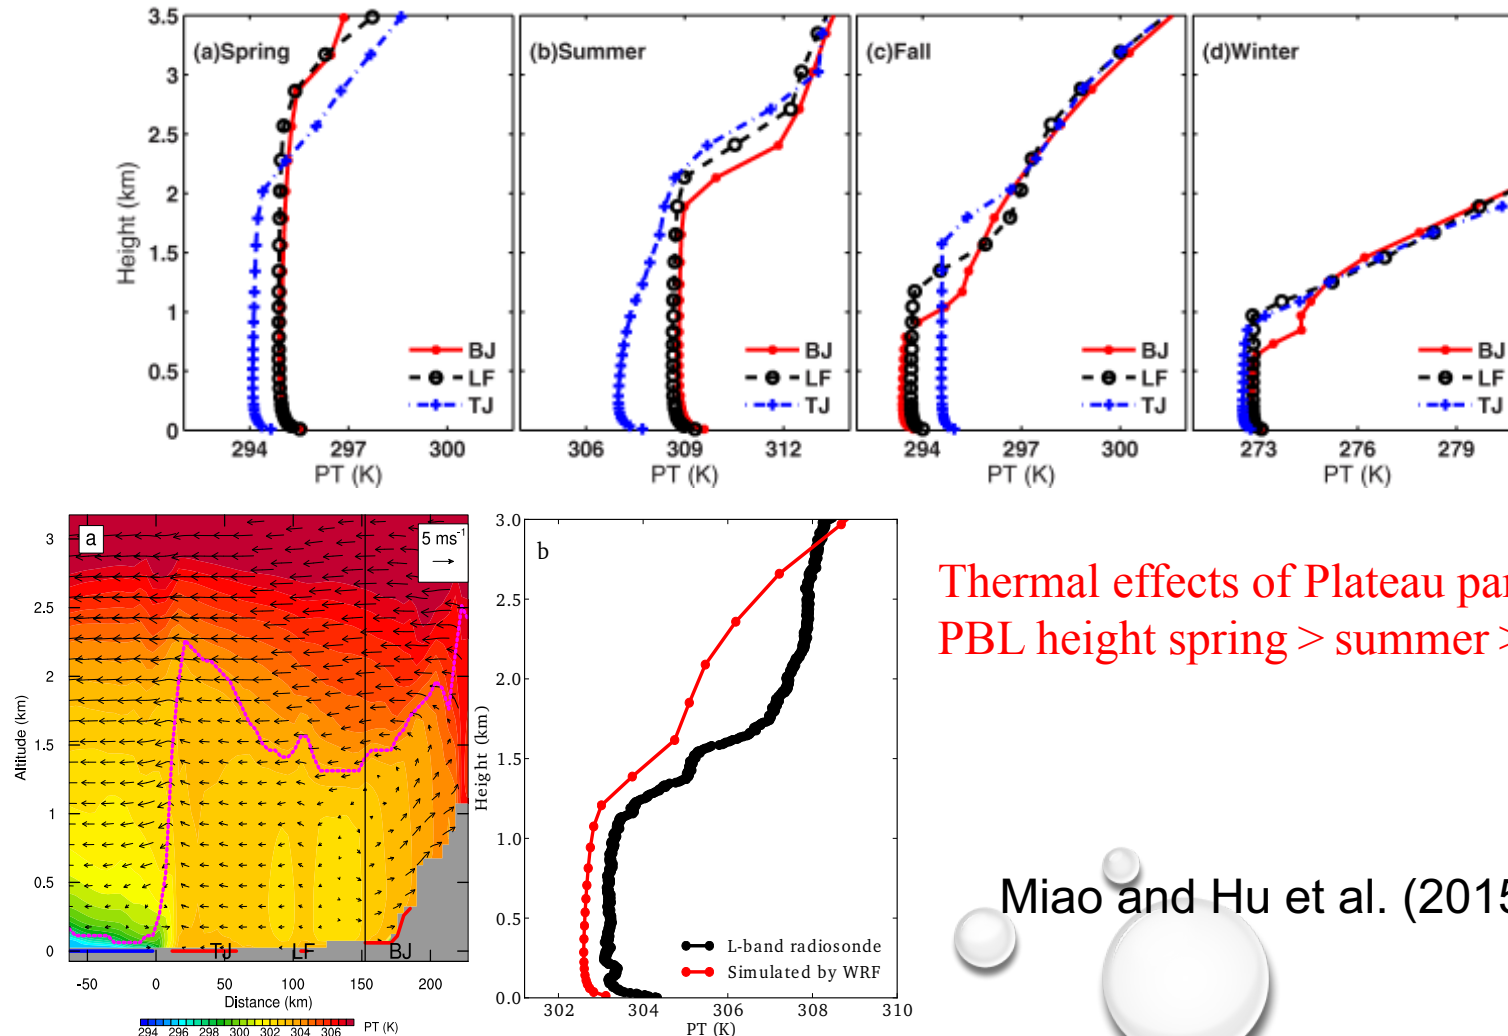 3.5
3
2.5
2
1.5
1
0.5
0
Height (km)
(a)Spring
(b)Summer
(c)Fall
(d)Winter
BJ
LF
TJ
BJ
LF
TJ
BJ
LF
TJ
BJ
LF
TJ
294 297 300
306 309 312
294 297 300
273 276 279
PT (K)
PT (K)
PT (K)
PT (K)
a
5 ms-1
3
2.5
2
1.5
1
0.5
0
Altitude (km)
TJ LF BJ
-50 0 50 100 150 200
Distance (km)
294 296 298 300 302 304 306 PT (K)
b
3.0
2.5
2.0
1.5
1.0
0.5
0.0
Height (km)
L-band radiosonde
Simulated by WRF
302 304 306 308 310
PT (K)
Thermal effects of Plateau
PBL height spring > summer >
Miao and Hu et al. (2015